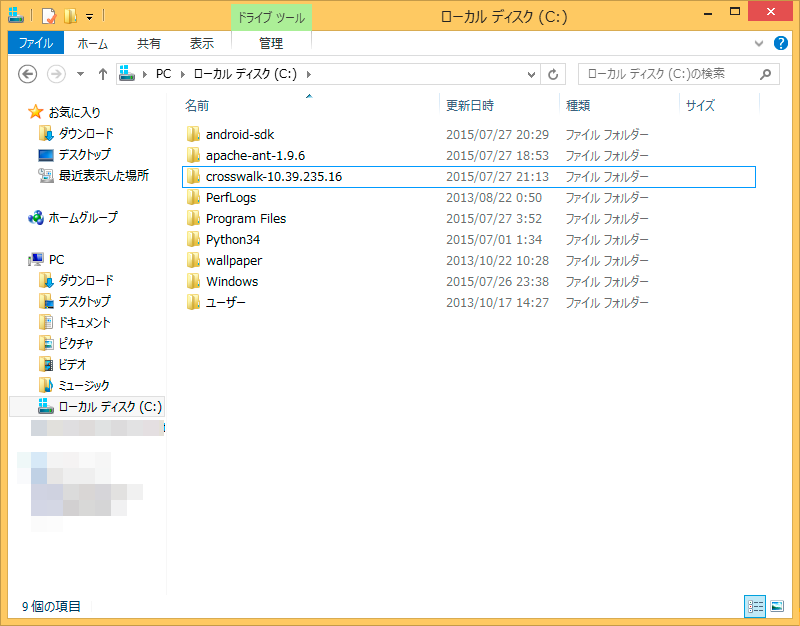 ドライブ ツール
ローカル ディスク (C:)
ファイル ホーム 共有 表示 管理
PC ローカル ディスク (C:) ローカル ディスク (C:)の検索
名前 更新日時 種類 サイズ
android-sdk 2015/07/27 20:29 ファイル フォルダー
apache-ant-1.9.6 2015/07/27 18:53 ファイル フォルダー
crosswalk-10.39.235.16 2015/07/27 21:13 ファイル フォルダー
PerfLogs 2013/08/22 0:50 ファイル フォルダー
Program Files 2015/07/27 3:52 ファイル フォルダー
Python34 2015/07/01 1:34 ファイル フォルダー
wallpaper 2013/10/22 10:28 ファイル フォルダー
Windows 2015/07/26 23:38 ファイル フォルダー
ユーザー 2013/10/17 14:27 ファイル フォルダー
お気に入り
ダウンロード
デスクトップ
最近表示した場所
ホームグループ
PC
ダウンロード
デスクトップ
ドキュメント
ピクチャ
ビデオ
ミュージック
ローカル ディスク (C:)
9 個の項目